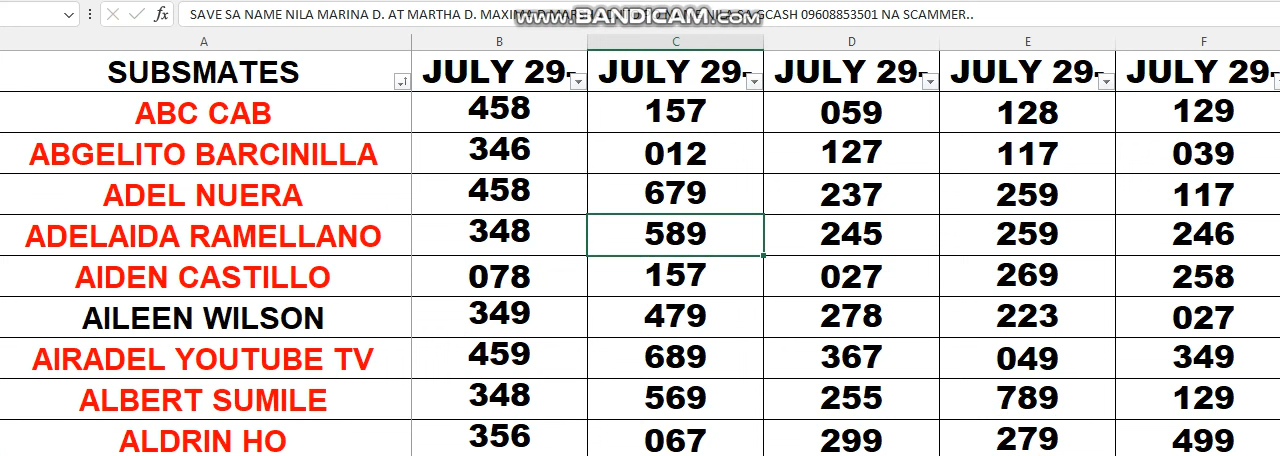 SAVE SA NAME NILA MARINA D. AT MARTHA D. MAXIMA SA GCASH 09608853501 NA SCAMMER..
WWW.BANDICAM.COM
A B C D E F
SUBSMATES JULY 29- JULY 29- JULY 29- JULY 29- JULY 29-
ABC CAB 458 157 059 128 129
ABGELITO BARCINILLA 346 012 127 117 039
ADEL NUERA 458 679 237 259 117
ADELAIDA RAMELLANO 348 589 245 259 246
AIDEN CASTILLO 078 157 027 269 258
AILEEN WILSON 349 479 278 223 027
AIRADEL YOUTUBE TV 459 689 367 049 349
ALBERT SUMILE 348 569 255 789 129
ALDRIN HO 356 067 299 279 499